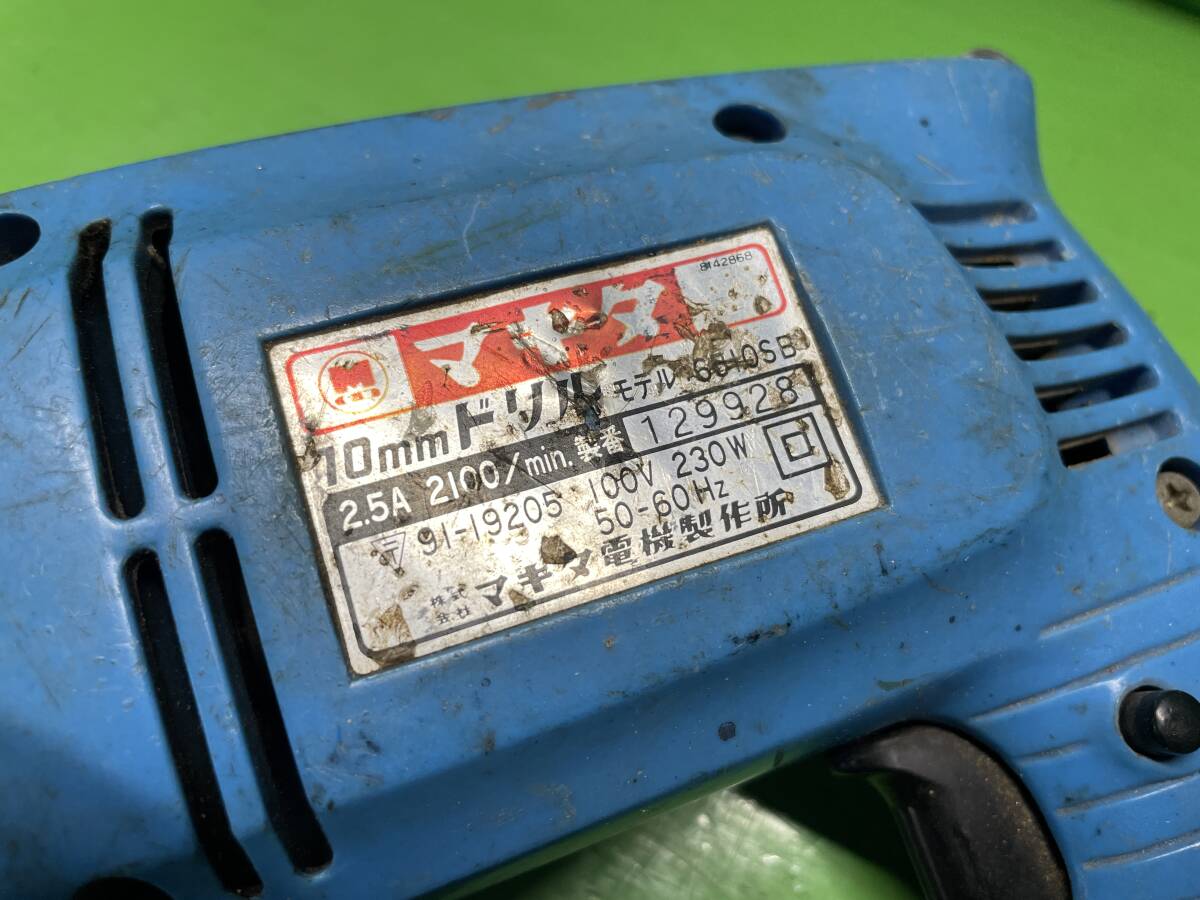 8142868
マキタ
10mmドリル モデル 6510SB
2.5A 2100/min. 製番 129928
91-19205 100V 230W
50-60Hz
株式会社 マキタ電機製作所